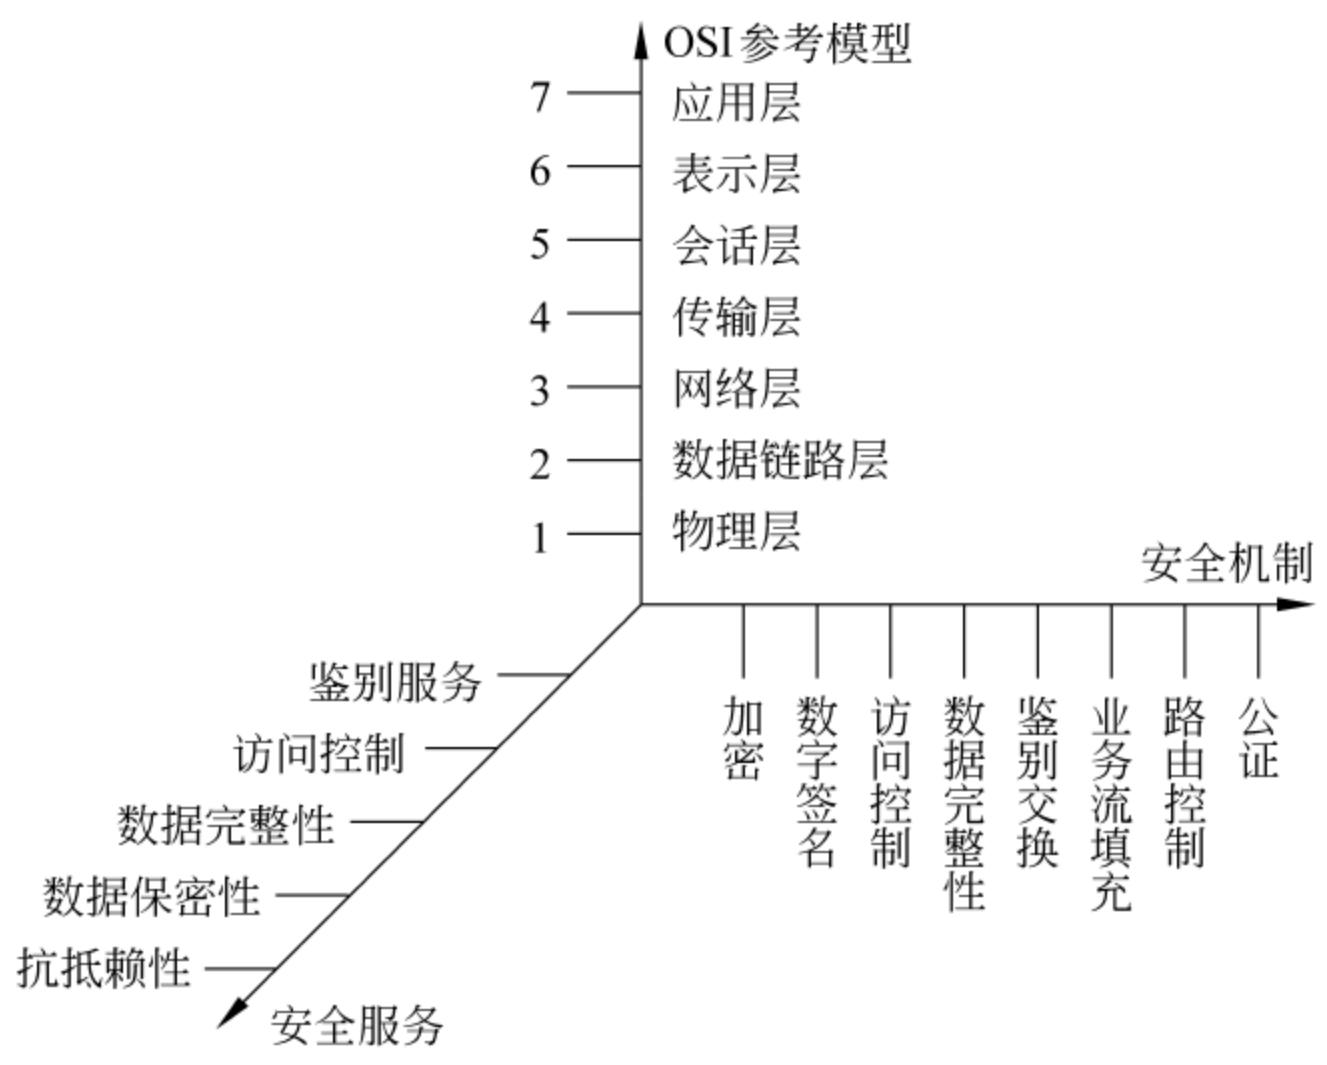 OSI参考模型
7 应用层
6 表示层
5 会话层
4 传输层
3 网络层
2 数据链路层
1 物理层
安全机制
加密
数字签名
访问控制
数据完整性
鉴别交换
业务流填充
路由控制
公证
鉴别服务
访问控制
数据完整性
数据保密性
抗抵赖性
安全服务